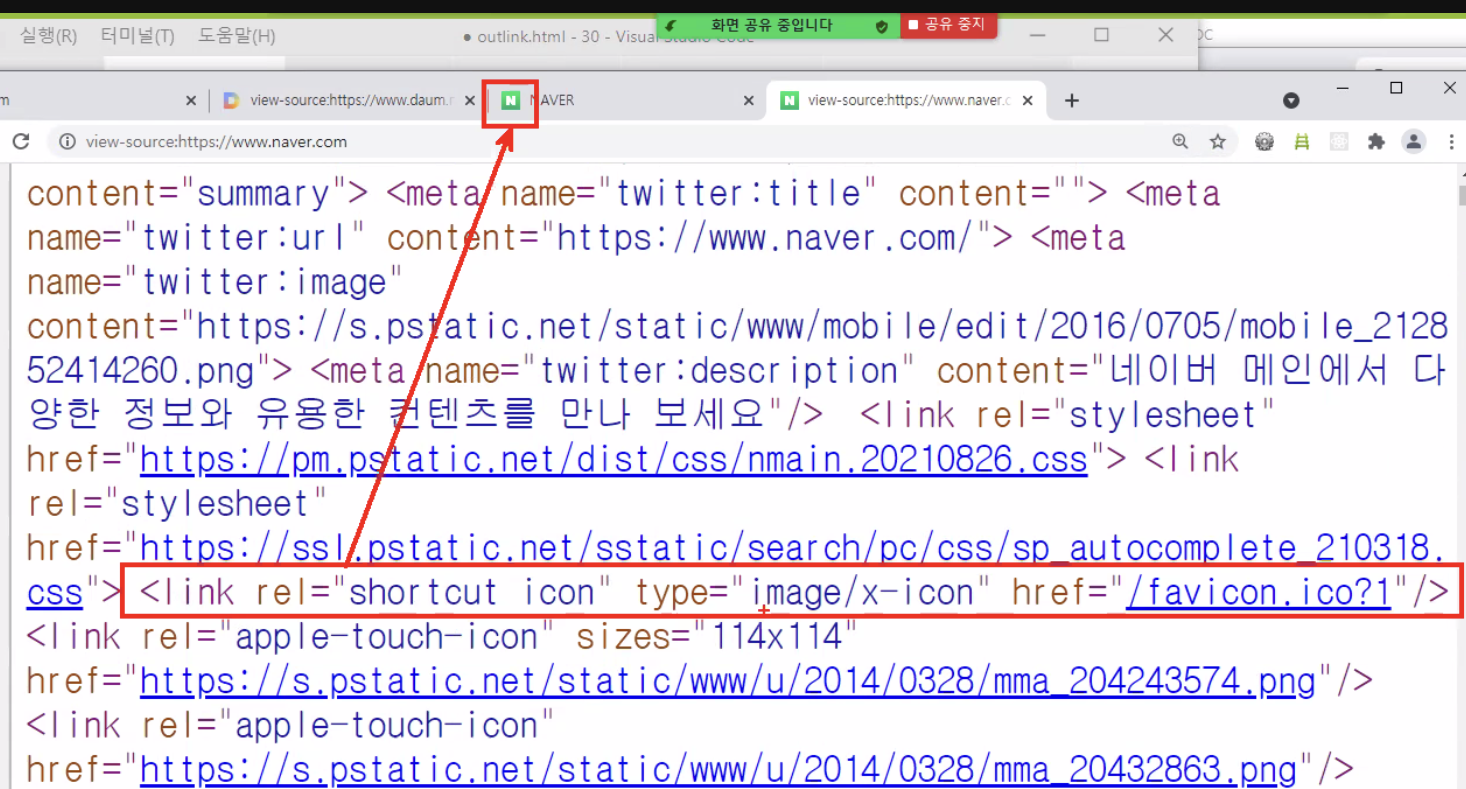 실행(R) 터미널(T) 도움말(H)
● outlink.html - 30 - Visual Studio Code
화면 공유 중입니다
공유 중지
view-source:https://www.daum.r
NAVER
view-source:https://www.naver.c
view-source:https://www.naver.com
content="summary"> <meta name="twitter:title" content=""> <meta
name="twitter:url" content="https://www.naver.com/"> <meta
name="twitter:image"
content="https://s.pstatic.net/static/www/mobile/edit/2016/0705/mobile_2128
52414260.png"> <meta name="twitter:description" content="네이버 메인에서 다
양한 정보와 유용한 컨텐츠를 만나 보세요"/> <link rel="stylesheet"
href="https://pm.pstatic.net/dist/css/nmain.20210826.css"> <link
rel="stylesheet"
href="https://ssl.pstatic.net/sstatic/search/pc/css/sp_autocomplete_210318.
css"> <link rel="shortcut icon" type="image/x-icon" href="/favicon.ico?1"/>
<link rel="apple-touch-icon" sizes="114x114"
href="https://s.pstatic.net/static/www/u/2014/0328/mma_204243574.png"/>
<link rel="apple-touch-icon"
href="https://s.pstatic.net/static/www/u/2014/0328/mma_20432863.png"/>